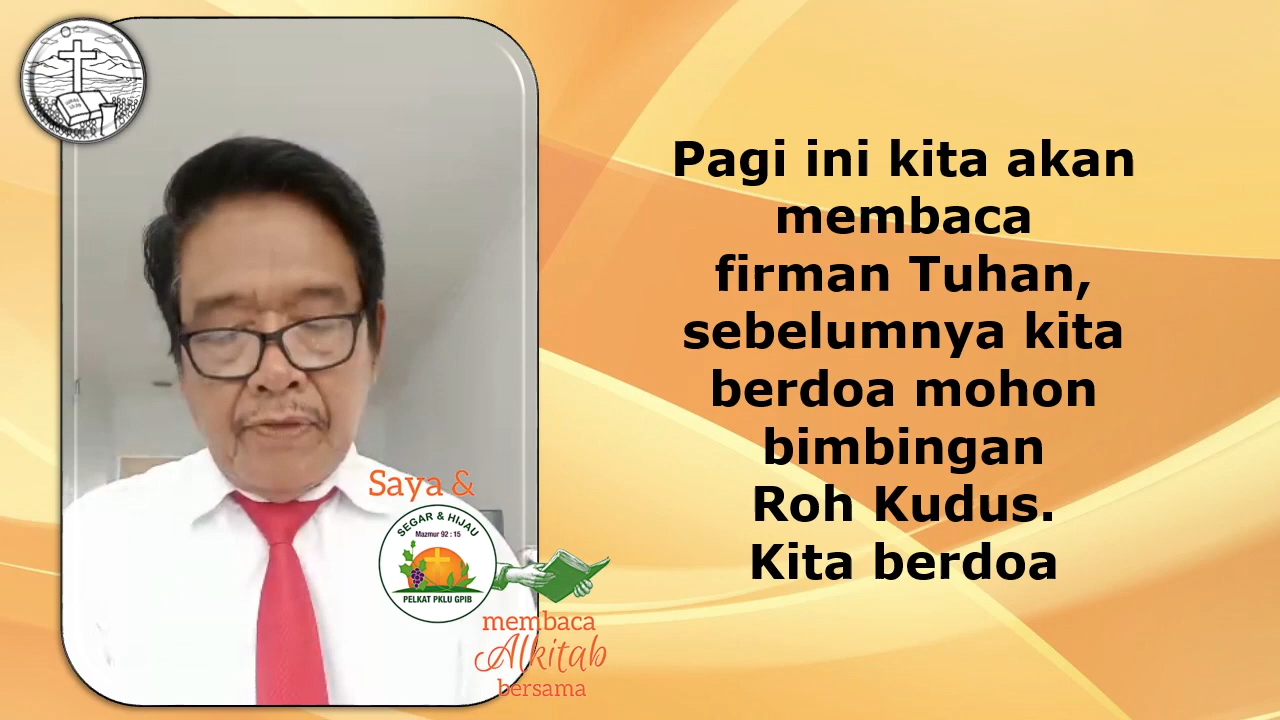 Pagi ini kita akan
membaca
firman Tuhan,
sebelumnya kita
berdoa mohon
bimbingan
Roh Kudus.
Kita berdoa
Saya &
SEGAR & HIJAU
Mazmur 92 : 15
PELKAT PKLU GPIB
membaca
Alkitab
bersama